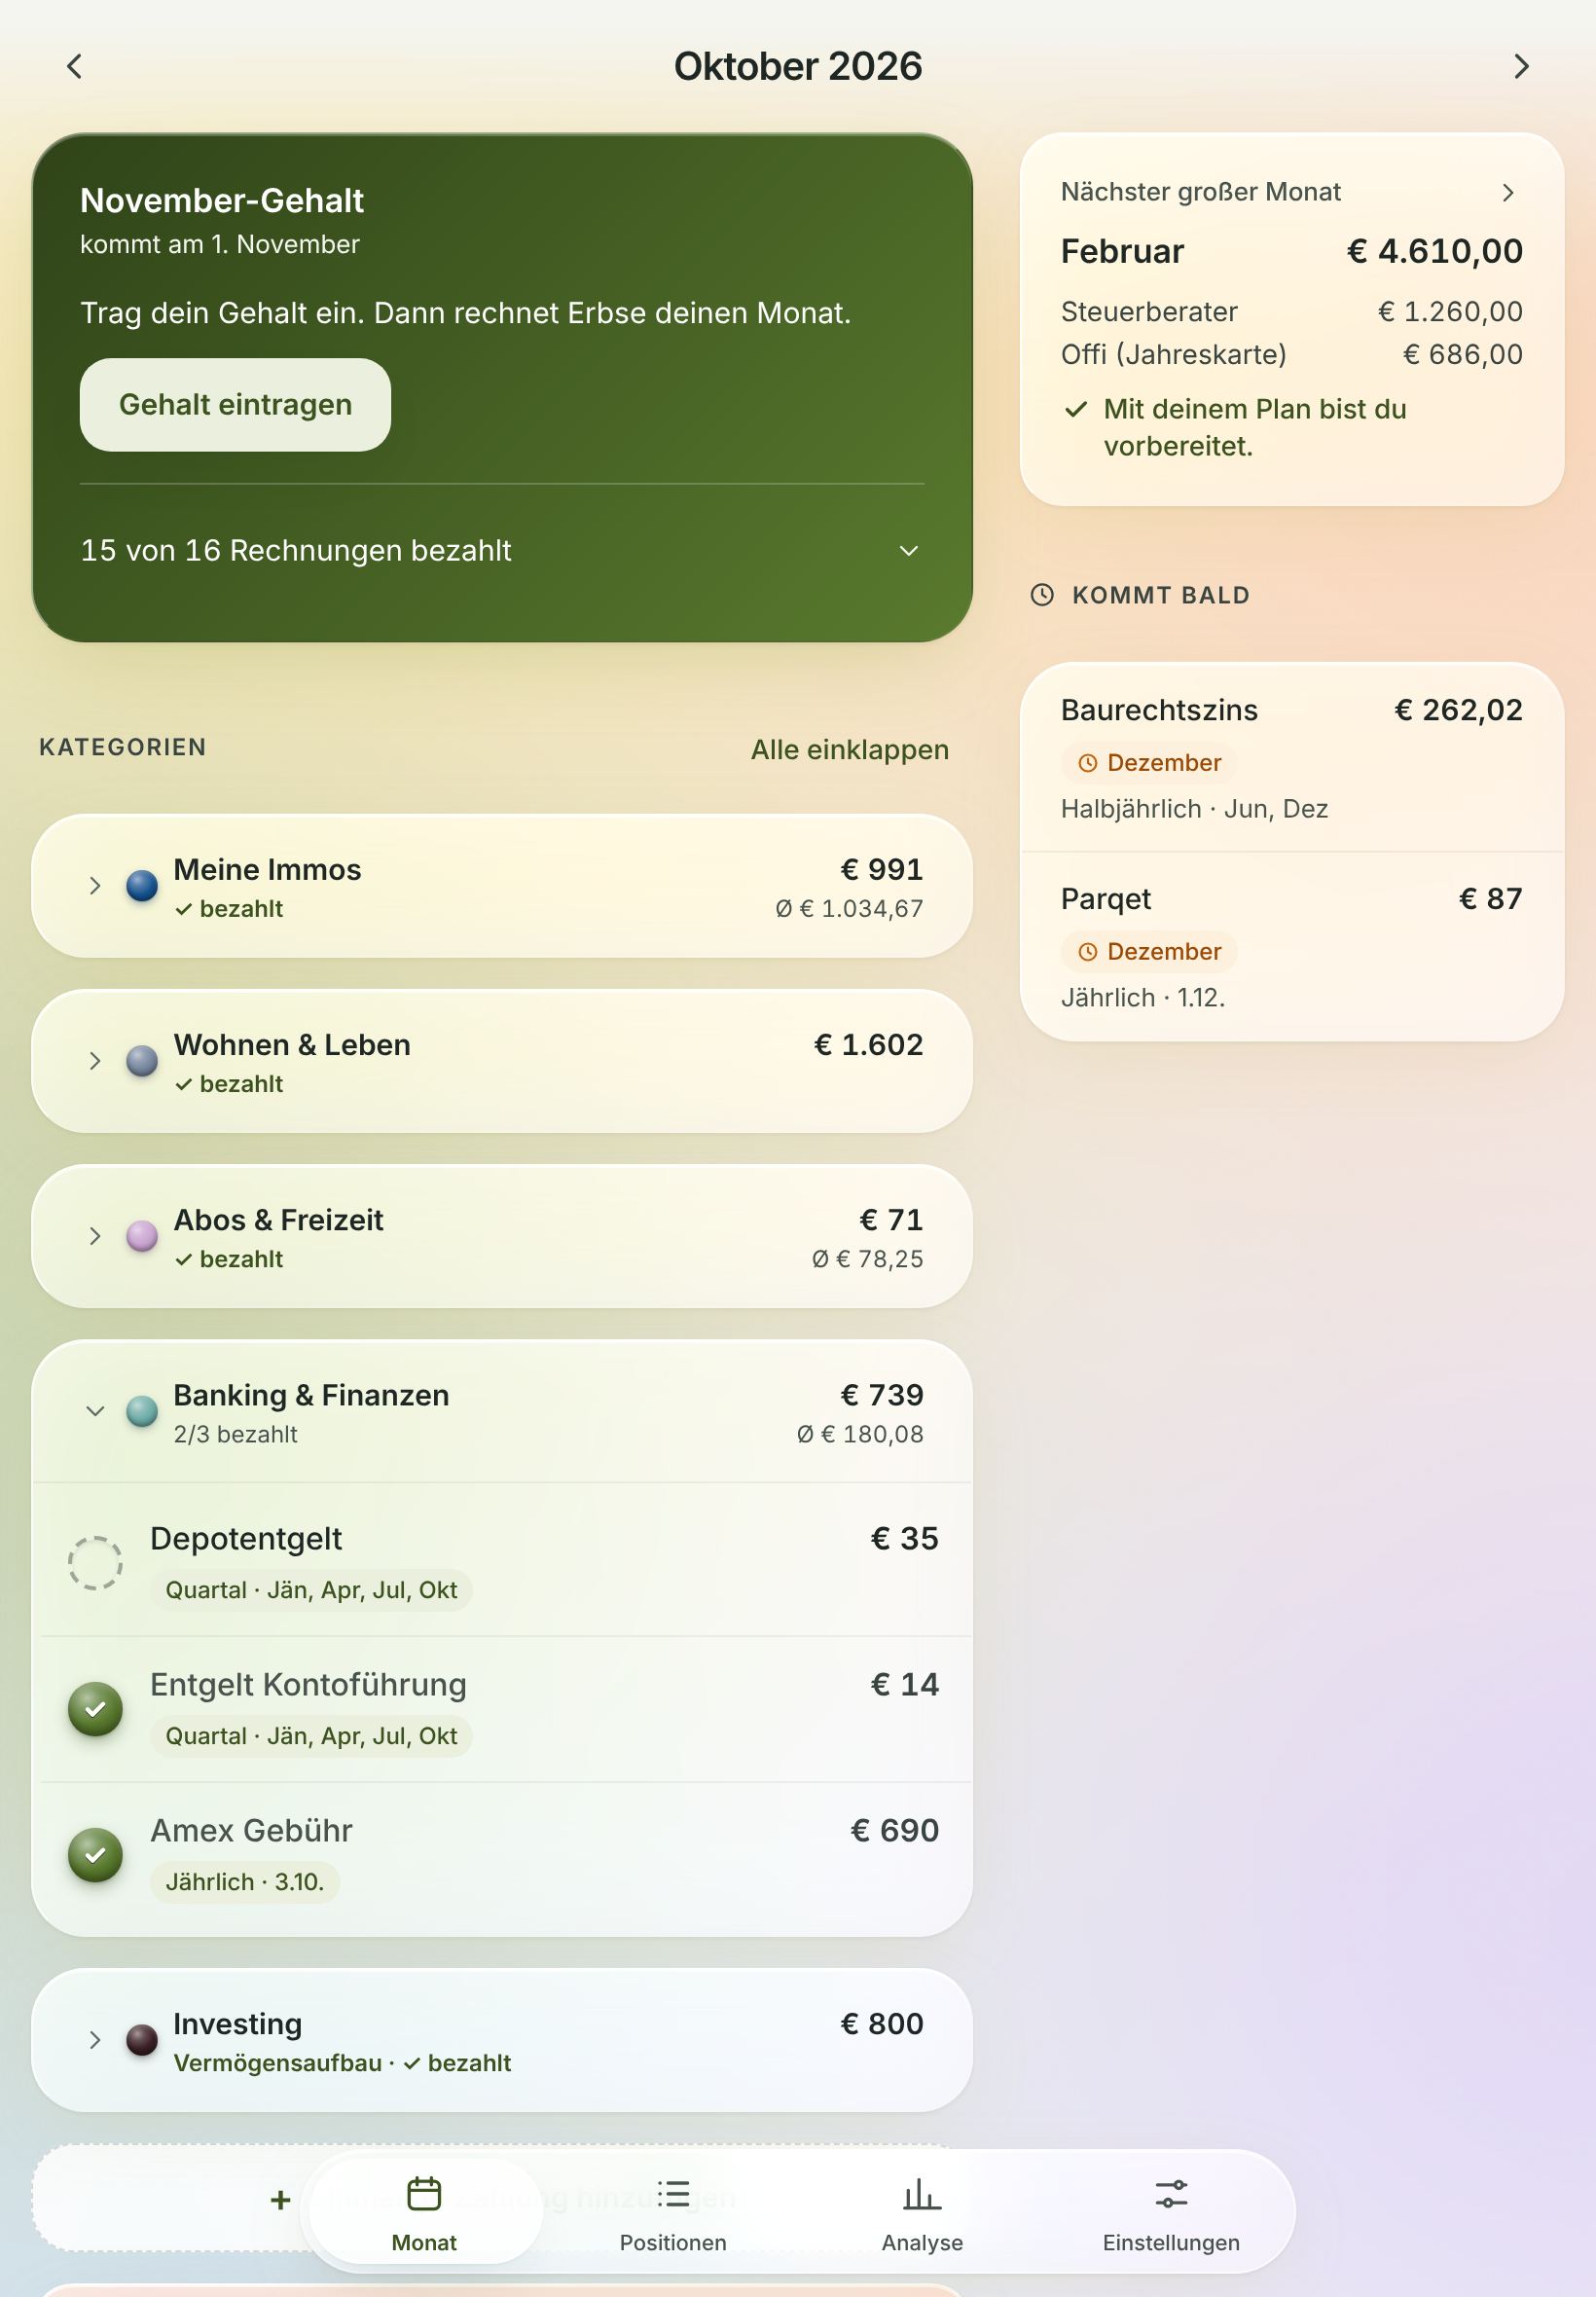 Oktober 2026
November-Gehalt
kommt am 1. November
Trag dein Gehalt ein. Dann rechnet Erbse deinen Monat.
Gehalt eintragen
15 von 16 Rechnungen bezahlt
KATEGORIEN
Alle einklappen
Meine Immos
€ 991
✓ bezahlt
Ø € 1.034,67
Wohnen & Leben
€ 1.602
✓ bezahlt
Abos & Freizeit
€ 71
✓ bezahlt
Ø € 78,25
Banking & Finanzen
€ 739
2/3 bezahlt
Ø € 180,08
Depotentgelt
€ 35
Quartal · Jän, Apr, Jul, Okt
Entgelt Kontoführung
€ 14
Quartal · Jän, Apr, Jul, Okt
Amex Gebühr
€ 690
Jährlich · 3.10.
Investing
€ 800
Vermögensaufbau · ✓ bezahlt
+
Nächster großer Monat
Februar
€ 4.610,00
Steuerberater
€ 1.260,00
Offi (Jahreskarte)
€ 686,00
✓ Mit deinem Plan bist du
vorbereitet.
KOMMT BALD
Baurechtszins
€ 262,02
Dezember
Halbjährlich · Jun, Dez
Parqet
€ 87
Dezember
Jährlich · 1.12.
Monat
Positionen
Analyse
Einstellungen